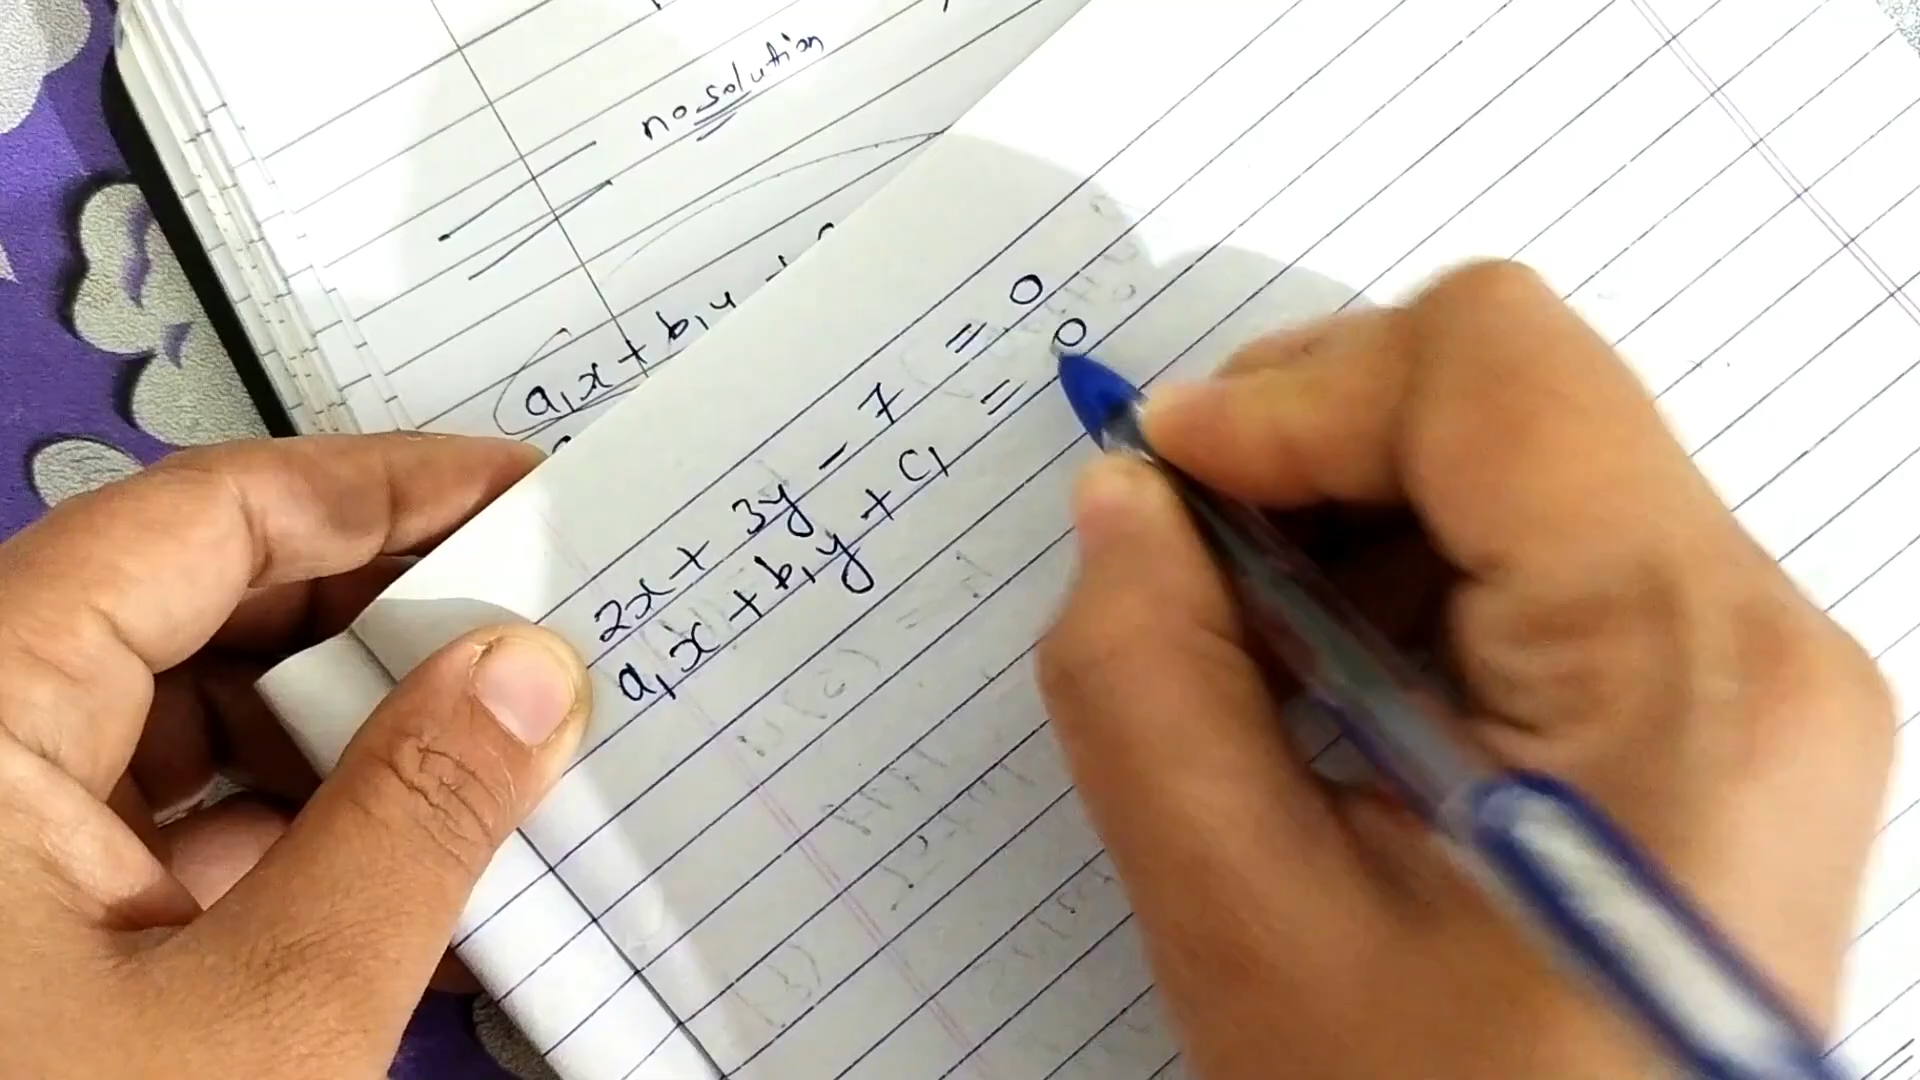 no solution
a₁x + b₁y +
2x + 3y - 7 = 0
a₁x + b₁y + c₁ = 0